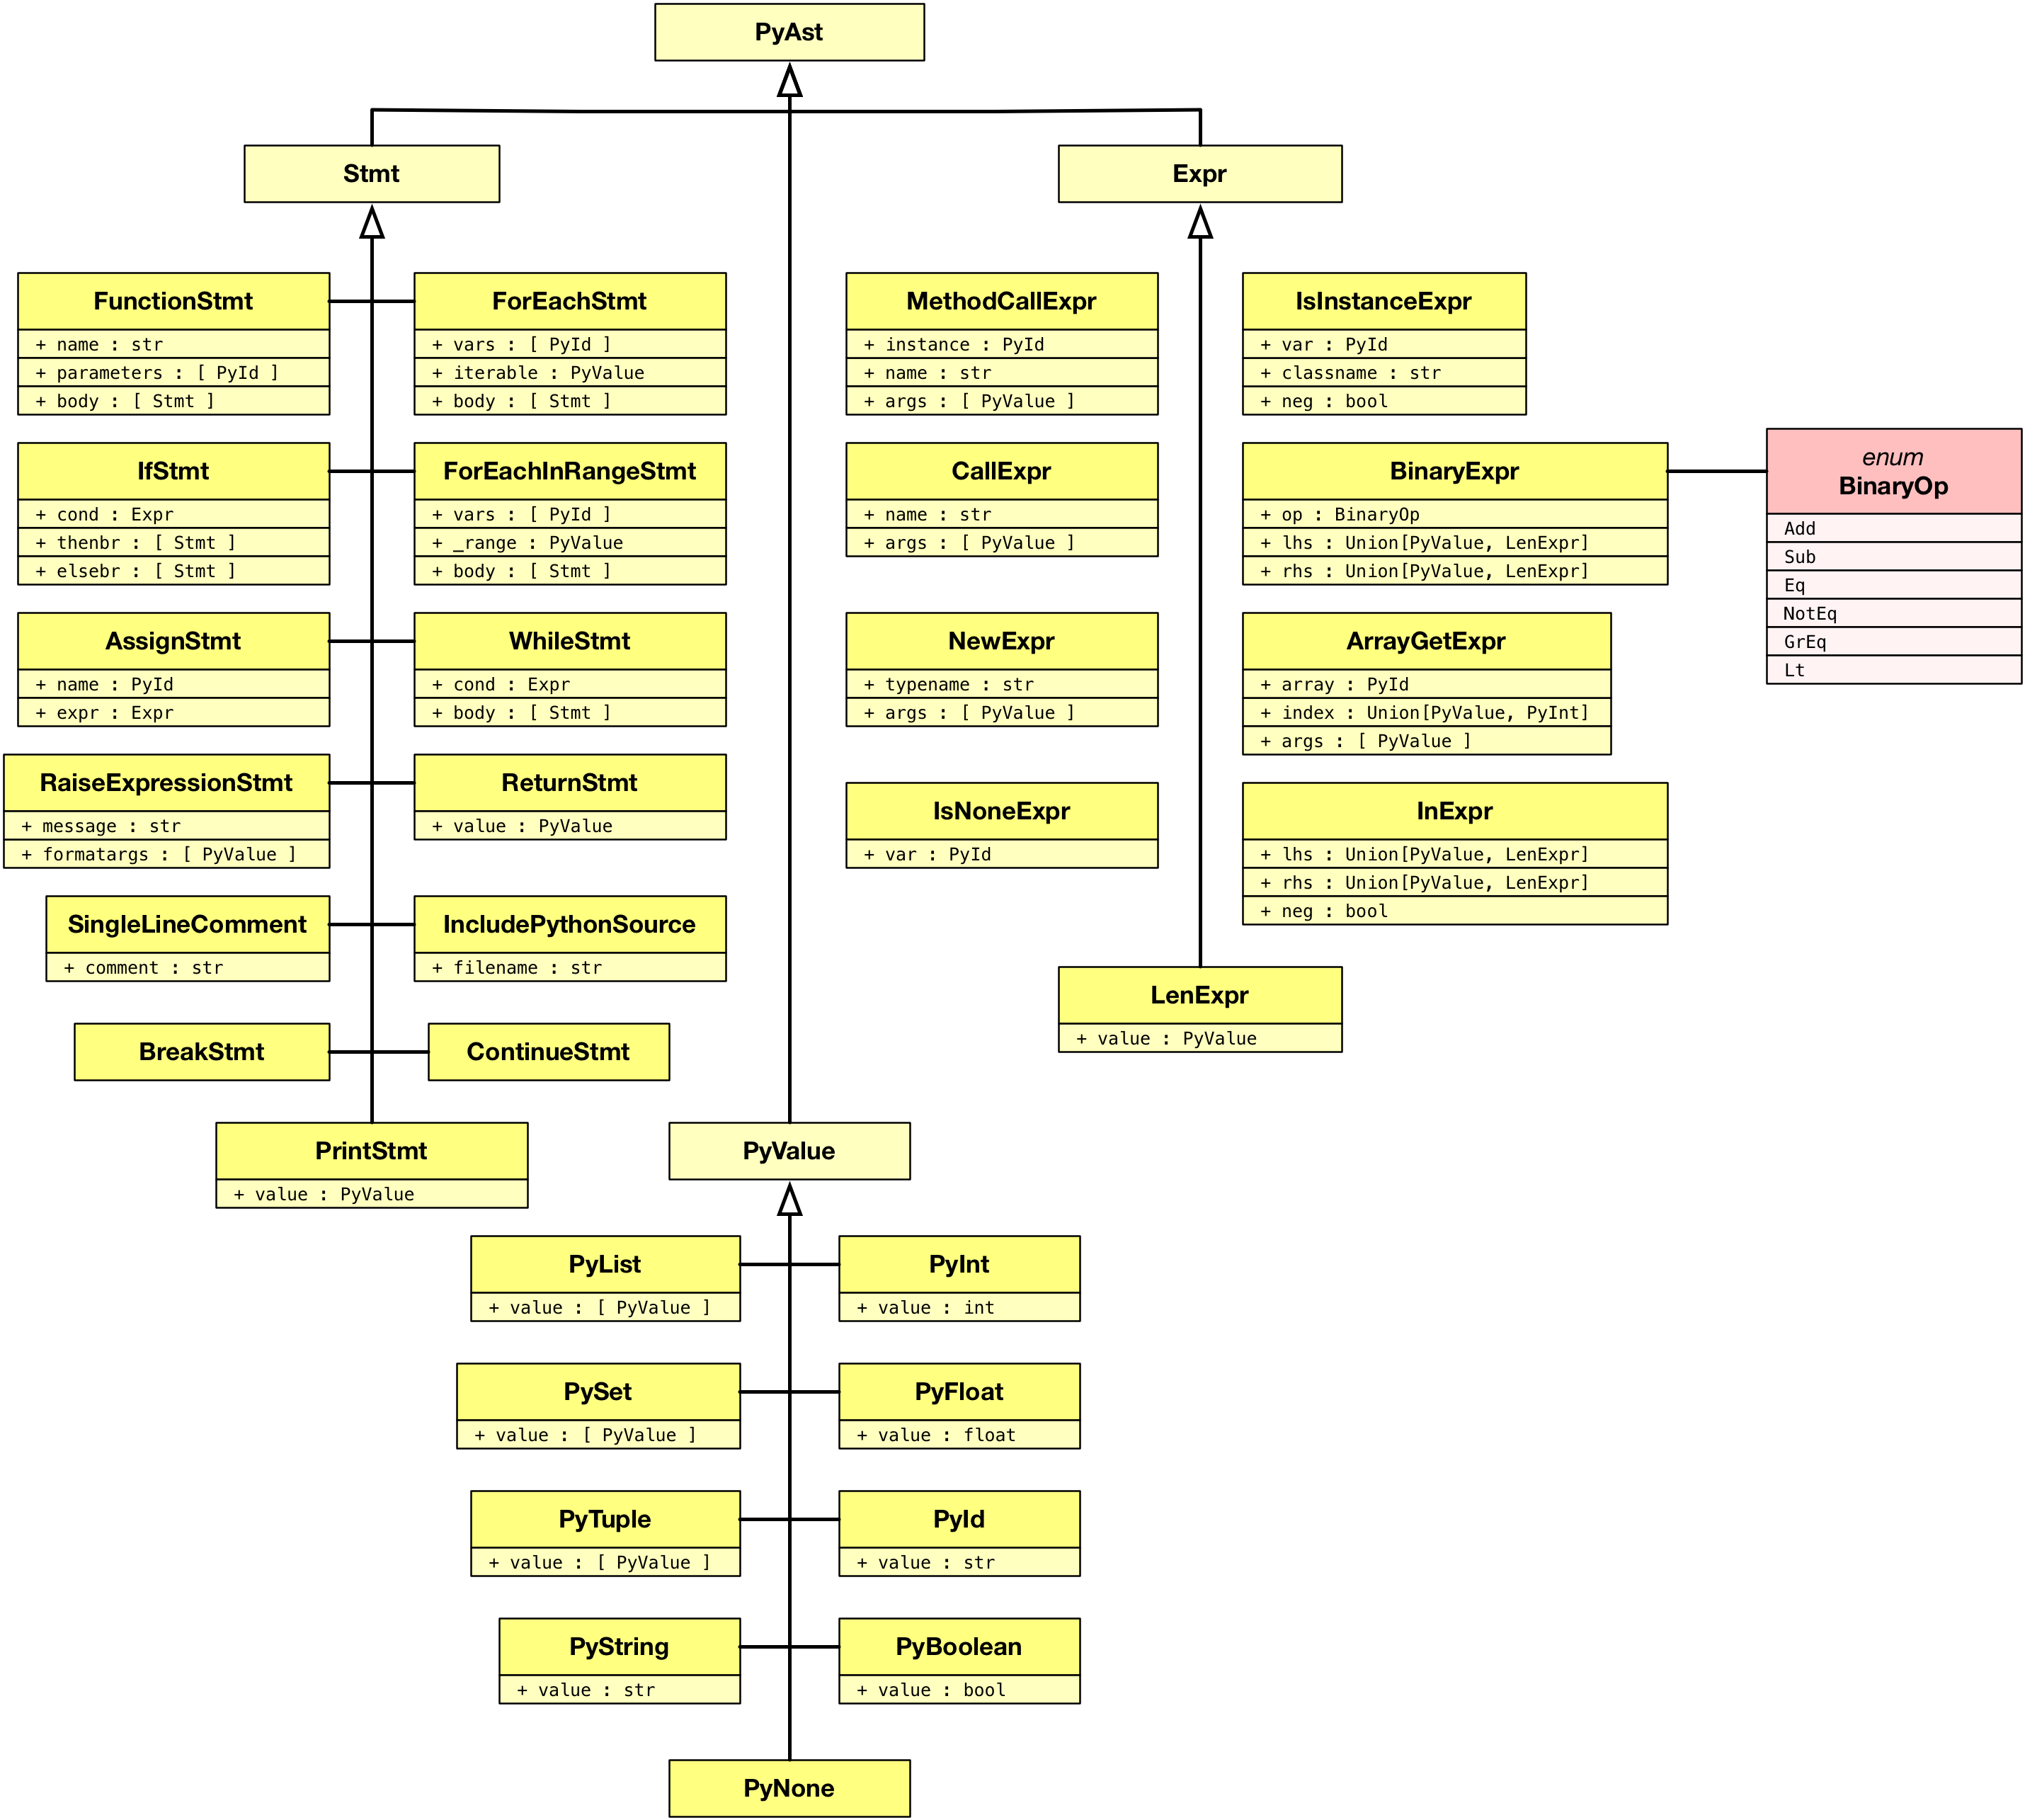 PyAst
Stmt
Expr
FunctionStmt
+ name : str
+ parameters : [ PyId ]
+ body : [ Stmt ]
ForEachStmt
+ vars : [ PyId ]
+ iterable : PyValue
+ body : [ Stmt ]
MethodCallExpr
+ instance : PyId
+ name : str
+ args : [ PyValue ]
IsInstanceExpr
+ var : PyId
+ classname : str
+ neg : bool
IfStmt
+ cond : Expr
+ thenbr : [ Stmt ]
+ elsebr : [ Stmt ]
ForEachInRangeStmt
+ vars : [ PyId ]
+ _range : PyValue
+ body : [ Stmt ]
CallExpr
+ name : str
+ args : [ PyValue ]
BinaryExpr
+ op : BinaryOp
+ lhs : Union[PyValue, LenExpr]
+ rhs : Union[PyValue, LenExpr]
enum
BinaryOp
Add
Sub
Eq
NotEq
GrEq
Lt
AssignStmt
+ name : PyId
+ expr : Expr
WhileStmt
+ cond : Expr
+ body : [ Stmt ]
NewExpr
+ typename : str
+ args : [ PyValue ]
ArrayGetExpr
+ array : PyId
+ index : Union[PyValue, PyInt]
+ args : [ PyValue ]
RaiseExpressionStmt
+ message : str
+ formatargs : [ PyValue ]
ReturnStmt
+ value : PyValue
IsNoneExpr
+ var : PyId
InExpr
+ lhs : Union[PyValue, LenExpr]
+ rhs : Union[PyValue, LenExpr]
+ neg : bool
SingleLineComment
+ comment : str
IncludePythonSource
+ filename : str
LenExpr
+ value : PyValue
BreakStmt
ContinueStmt
PrintStmt
+ value : PyValue
PyValue
PyList
+ value : [ PyValue ]
PyInt
+ value : int
PySet
+ value : [ PyValue ]
PyFloat
+ value : float
PyTuple
+ value : [ PyValue ]
PyId
+ value : str
PyString
+ value : str
PyBoolean
+ value : bool
PyNone